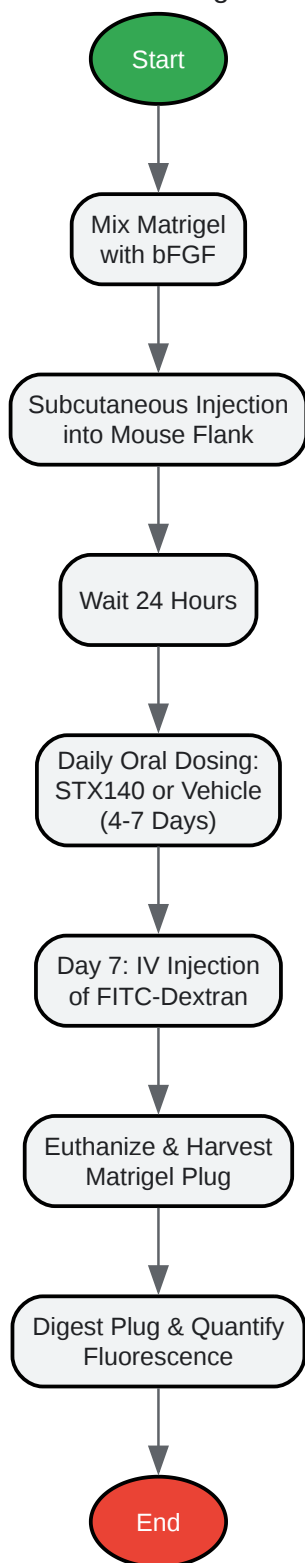 Start
Mix Matrigel
with bFGF
Subcutaneous Injection
into Mouse Flank
Wait 24 Hours
Daily Oral Dosing:
STX140 or Vehicle
(4-7 Days)
Day 7: IV Injection
of FITC-Dextran
Euthanize & Harvest
Matrigel Plug
Digest Plug & Quantify
Fluorescence
End